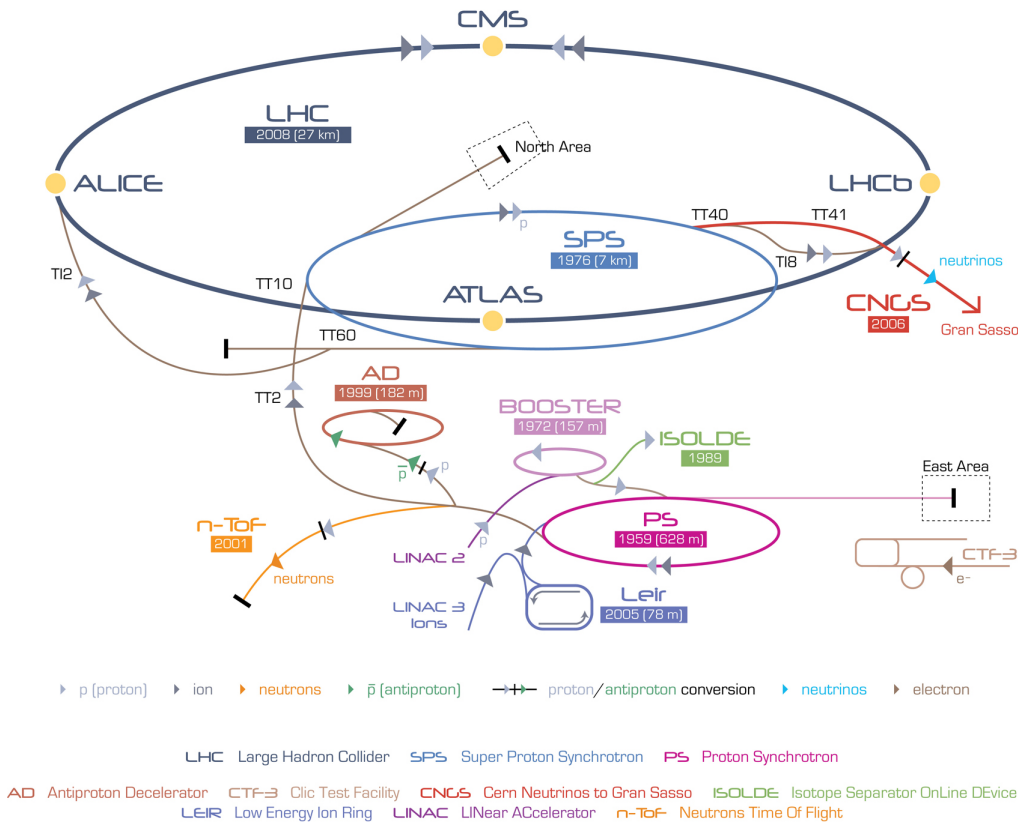 CMS
LHC
2008 (27 km)
North Area
ALICE
LHCb
TT40
TT41
p
SPS
1976 (7 km)
TI2
TT10
TI8
neutrinos
ATLAS
CNGS
2006
Gran Sasso
TT60
AD
1999 (182 m)
TT2
BOOSTER
1972 (157 m)
ISOLDE
1989
p
p̅
East Area
n-ToF
2001
PS
1959 (628 m)
LINAC 2
p
CTF-3
e-
neutrons
LINAC 3
Ions
Leir
2005 (78 m)
p (proton) ion neutrons p̅ (antiproton) proton/antiproton conversion neutrinos electron
LHC Large Hadron Collider SPS Super Proton Synchrotron PS Proton Synchrotron
AD Antiproton Decelerator CTF-3 Clic Test Facility CNGS Cern Neutrinos to Gran Sasso ISOLDE Isotope Separator OnLine DEvice
LEIR Low Energy Ion Ring LINAC LINear ACcelerator n-ToF Neutrons Time Of Flight